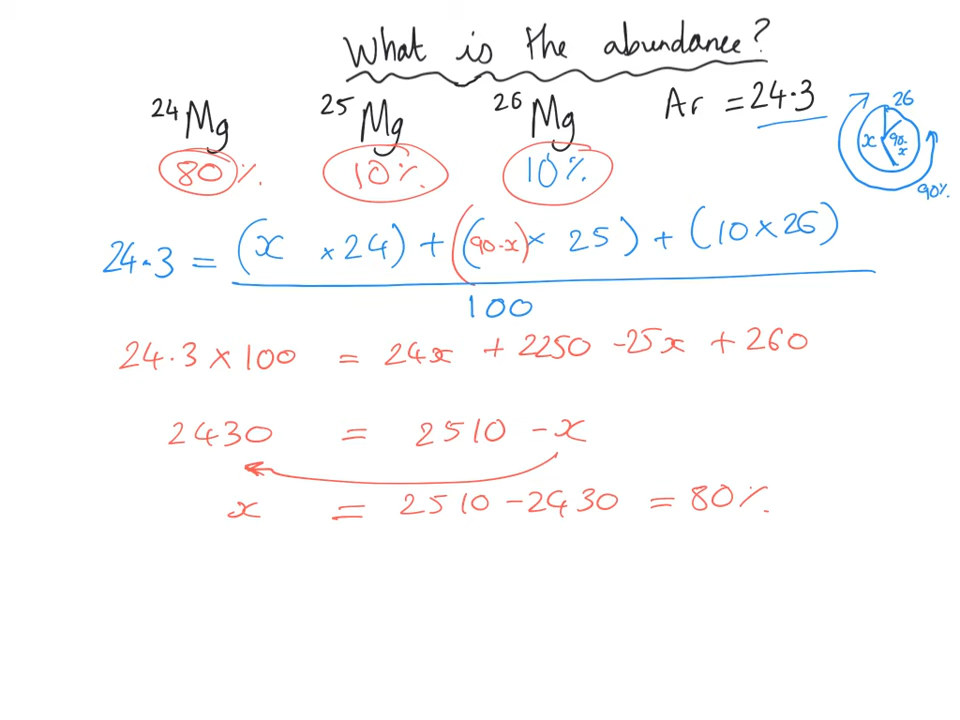 What is the abundance?
²⁴Mg ²⁵Mg ²⁶Mg Ar = 24.3
80% 10% 10%
26
x 90-x
90%
24.3 = (x × 24) + ((90-x) × 25) + (10 × 26)
100
24.3 × 100 = 24x + 2250 - 25x + 260
2430 = 2510 - x
x = 2510 - 2430 = 80%